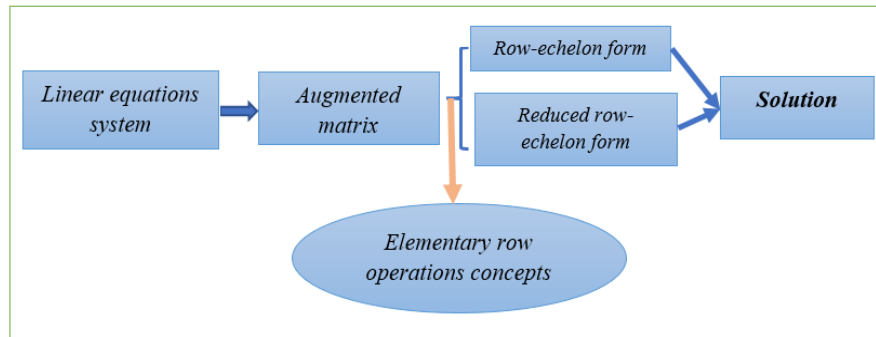 Linear equations
system
Augmented
matrix
Row-echelon form
Reduced row-
echelon form
Solution
Elementary row
operations concepts